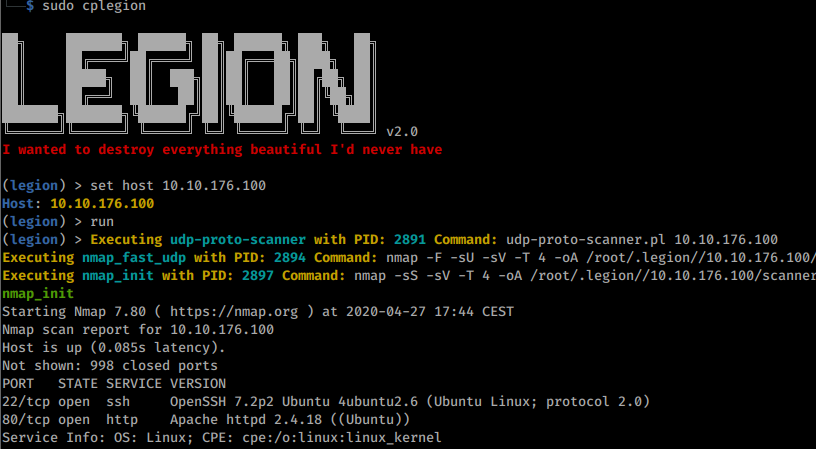 $ sudo cplegion
LEGION
v2.0
I wanted to destroy everything beautiful I'd never have
(legion) > set host 10.10.176.100
Host: 10.10.176.100
(legion) > run
(legion) > Executing udp-proto-scanner with PID: 2891 Command: udp-proto-scanner.pl 10.10.176.100
Executing nmap_fast_udp with PID: 2894 Command: nmap -F -sU -sV -T 4 -oA /root/.legion//10.10.176.100/
Executing nmap_init with PID: 2897 Command: nmap -sS -sV -T 4 -oA /root/.legion//10.10.176.100/scanner
nmap_init
Starting Nmap 7.80 ( https://nmap.org ) at 2020-04-27 17:44 CEST
Nmap scan report for 10.10.176.100
Host is up (0.085s latency).
Not shown: 998 closed ports
PORT   STATE SERVICE VERSION
22/tcp open  ssh     OpenSSH 7.2p2 Ubuntu 4ubuntu2.6 (Ubuntu Linux; protocol 2.0)
80/tcp open  http    Apache httpd 2.4.18 ((Ubuntu))
Service Info: OS: Linux; CPE: cpe:/o:linux:linux_kernel